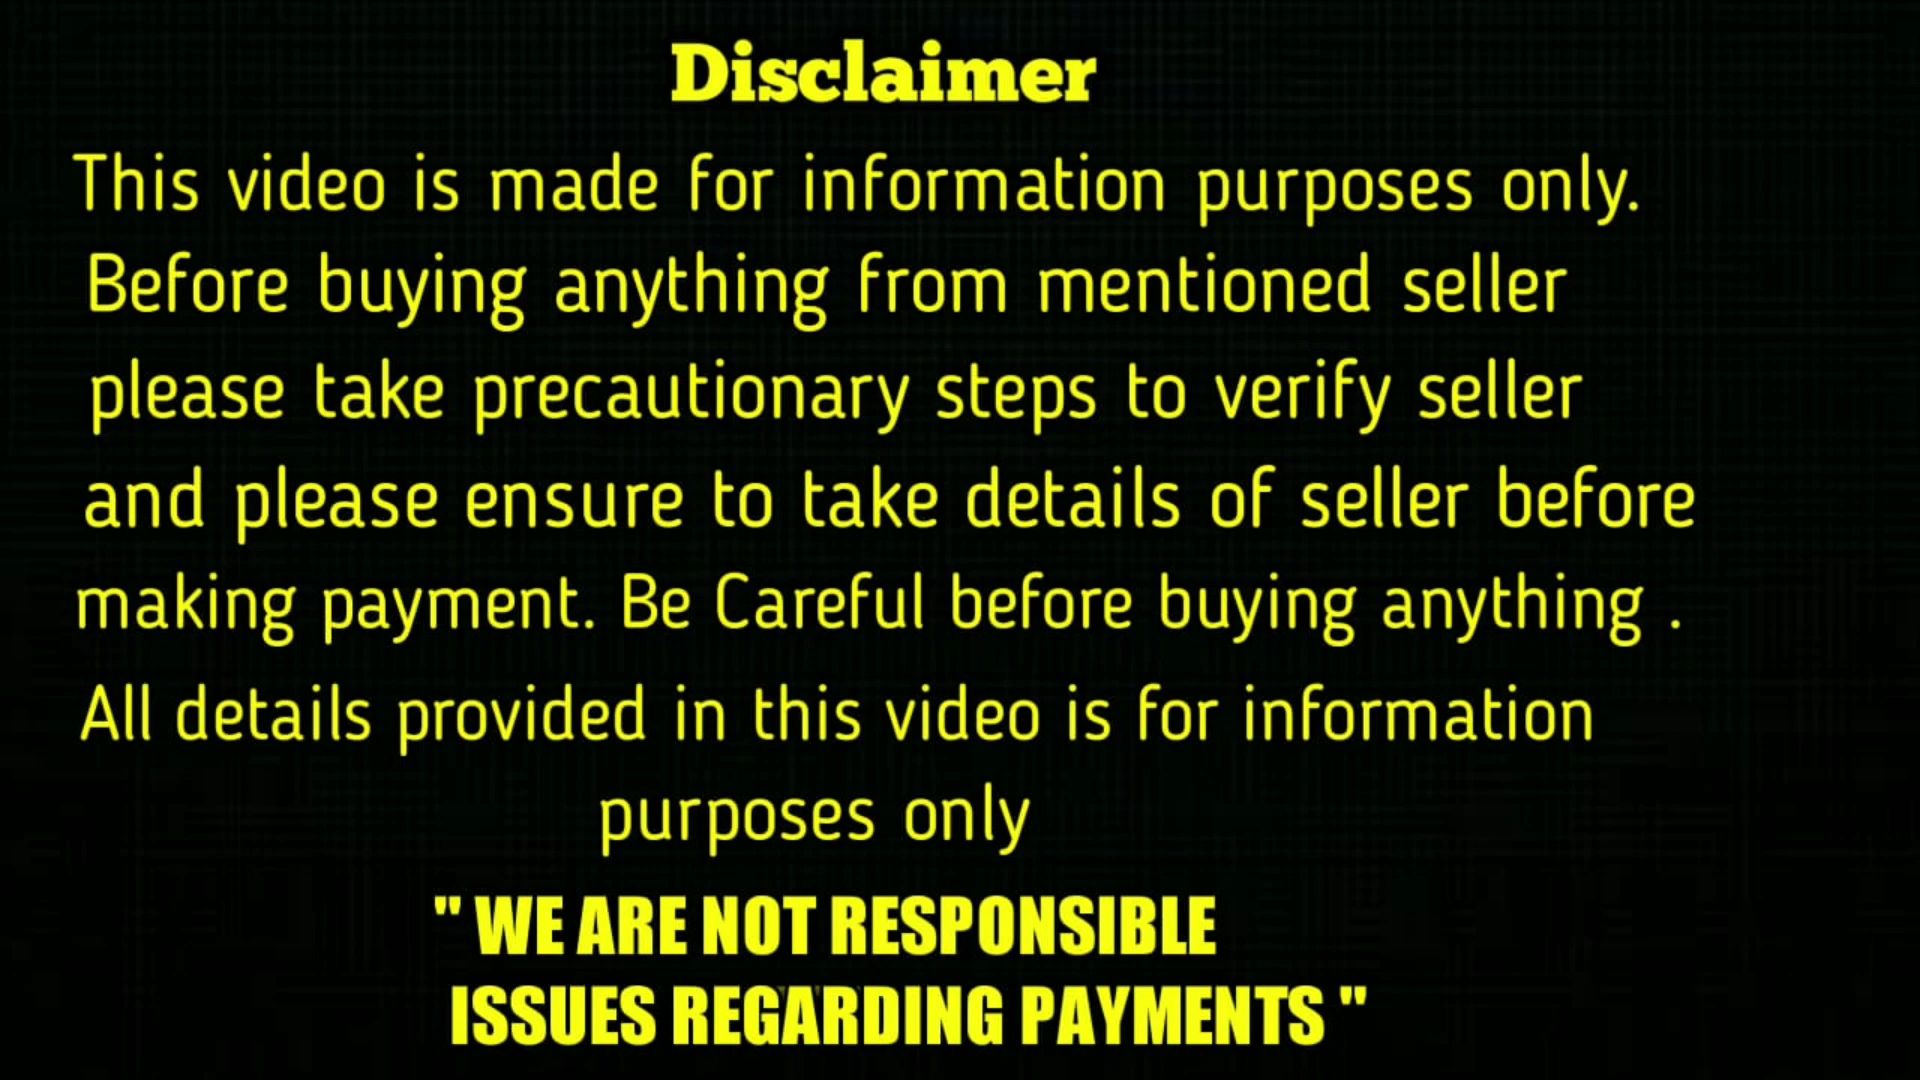 Disclaimer
This video is made for information purposes only.
Before buying anything from mentioned seller
please take precautionary steps to verify seller
and please ensure to take details of seller before
making payment. Be Careful before buying anything .
All details provided in this video is for information
purposes only
" WE ARE NOT RESPONSIBLE
ISSUES REGARDING PAYMENTS "